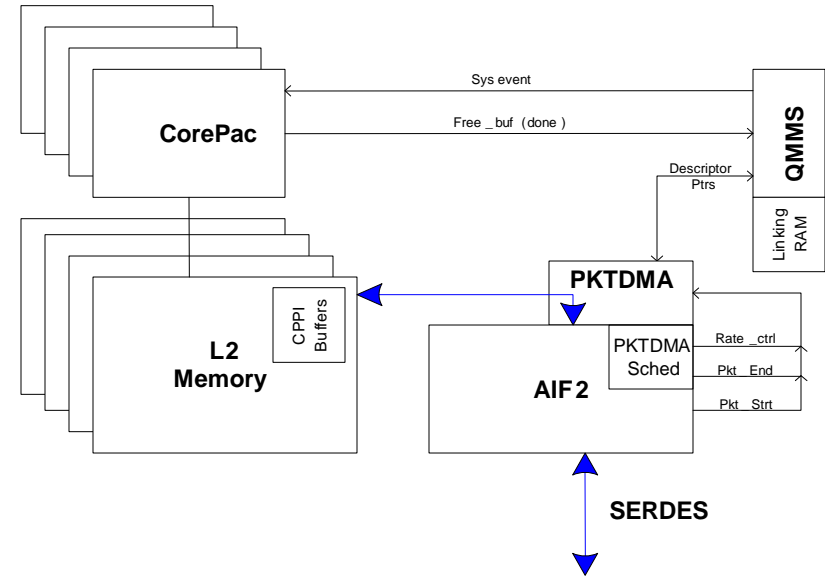 Sys event
CorePac
Free _ buf (done )
QMMS
Descriptor
Ptrs
Linking
RAM
PKTDMA
CPPI
Buffers
L2
Memory
PKTDMA
Sched
Rate _ctrl
Pkt _ End
Pkt _ Strt
AIF2
SERDES